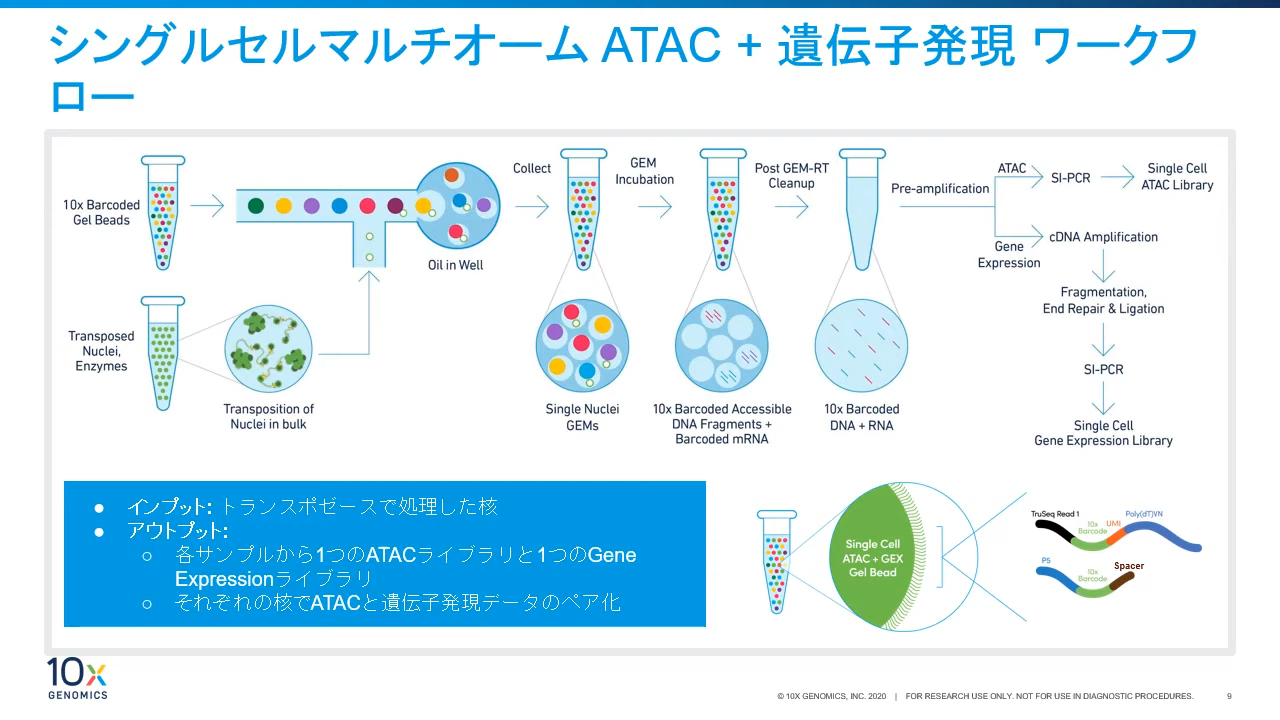 シングルセルマルチオーム ATAC + 遺伝子発現 ワークフ
ロー
10x Barcoded
Gel Beads
Oil in Well
Collect
GEM
Incubation
Post GEM-RT
Cleanup
Pre-amplification
ATAC
SI-PCR
Single Cell
ATAC Library
Gene
Expression
cDNA Amplification
Fragmentation,
End Repair & Ligation
SI-PCR
Single Cell
Gene Expression Library
Transposed
Nuclei,
Enzymes
Transposition of
Nuclei in bulk
Single Nuclei
GEMs
10x Barcoded Accessible
DNA Fragments +
Barcoded mRNA
10x Barcoded
DNA + RNA
● インプット: トランスポゼースで処理した核
● アウトプット:
○ 各サンプルから1つのATACライブラリと1つのGene
Expressionライブラリ
○ それぞれの核でATACと遺伝子発現データのペア化
Single Cell
ATAC + GEX
Gel Bead
TruSeq Read 1
10x
Barcode
UMI
Poly(dT)VN
P5
10x
Barcode
Spacer
10x
GENOMICS
© 10X GENOMICS, INC. 2020 | FOR RESEARCH USE ONLY. NOT FOR USE IN DIAGNOSTIC PROCEDURES.
9